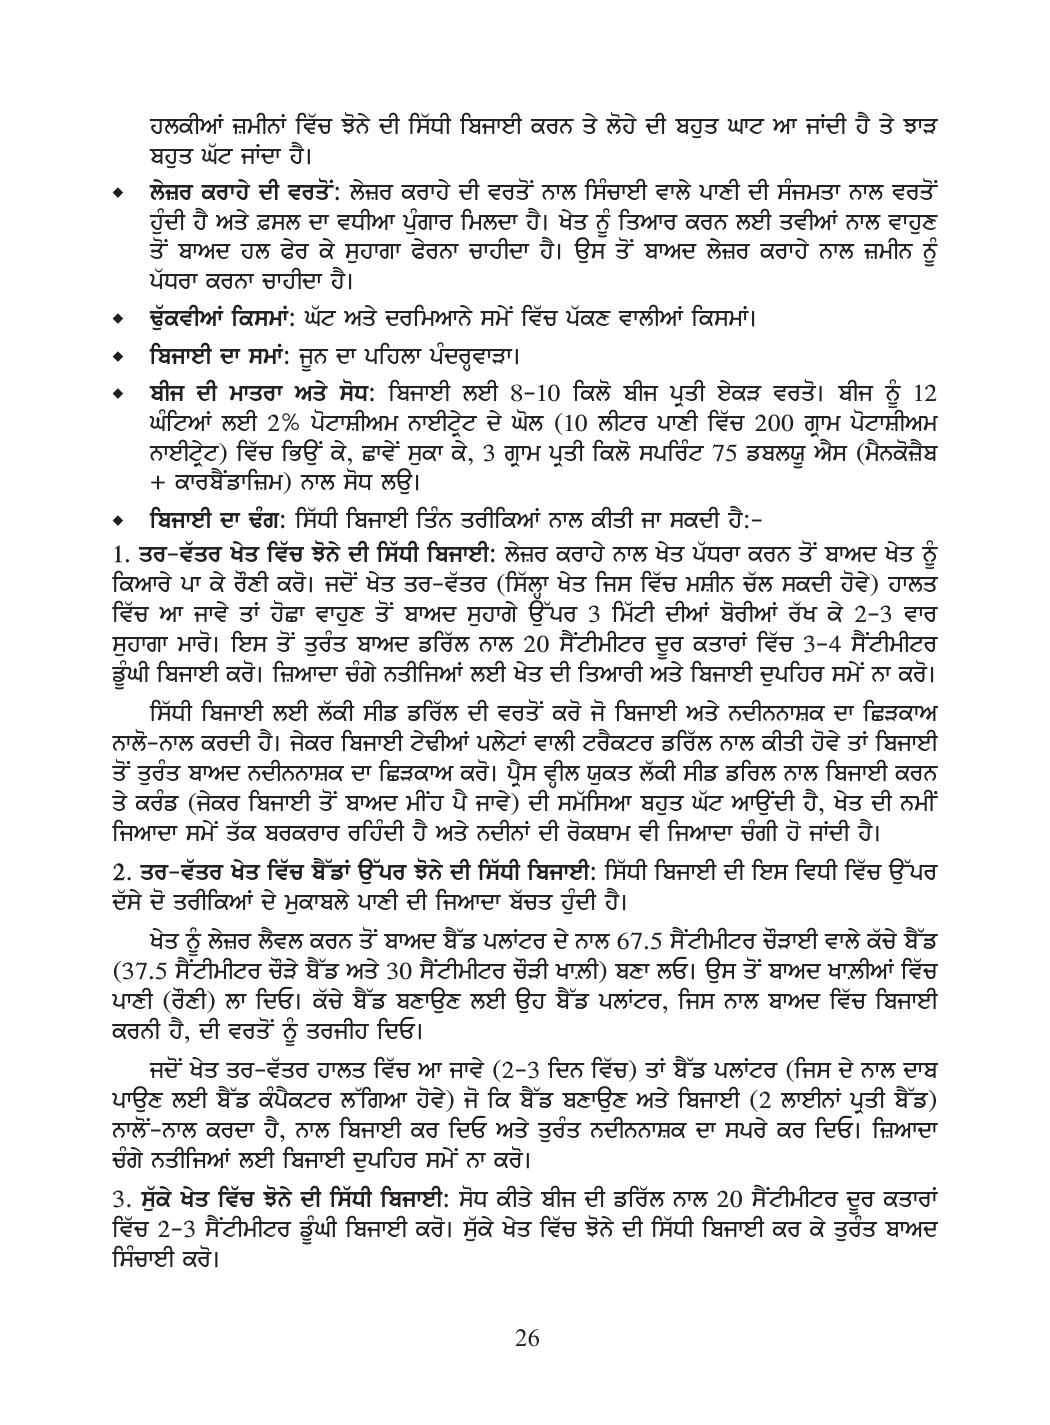 ਹਲਕੀਆਂ ਜ਼ਮੀਨਾਂ ਵਿੱਚ ਝੋਨੇ ਦੀ ਸਿੱਧੀ ਬਿਜਾਈ ਕਰਨ ਤੇ ਲੋਹੇ ਦੀ ਬਹੁਤ ਘਾਟ ਆ ਜਾਂਦੀ ਹੈ ਤੇ ਝਾੜ
ਬਹੁਤ ਘੱਟ ਜਾਂਦਾ ਹੈ।
◆ ਲੇਜ਼ਰ ਕਰਾਹੇ ਦੀ ਵਰਤੋਂ: ਲੇਜ਼ਰ ਕਰਾਹੇ ਦੀ ਵਰਤੋਂ ਨਾਲ ਸਿੰਚਾਈ ਵਾਲੇ ਪਾਣੀ ਦੀ ਸੰਜਮਤਾ ਨਾਲ ਵਰਤੋਂ
ਹੁੰਦੀ ਹੈ ਅਤੇ ਫ਼ਸਲ ਦਾ ਵਧੀਆ ਪੁੰਗਾਰ ਮਿਲਦਾ ਹੈ। ਖੇਤ ਨੂੰ ਤਿਆਰ ਕਰਨ ਲਈ ਤਵੀਆਂ ਨਾਲ ਵਾਹੁਣ
ਤੋਂ ਬਾਅਦ ਹਲ ਫੇਰ ਕੇ ਸੁਹਾਗਾ ਫੇਰਨਾ ਚਾਹੀਦਾ ਹੈ। ਉਸ ਤੋਂ ਬਾਅਦ ਲੇਜ਼ਰ ਕਰਾਹੇ ਨਾਲ ਜ਼ਮੀਨ ਨੂੰ
ਪੱਧਰਾ ਕਰਨਾ ਚਾਹੀਦਾ ਹੈ।
◆ ਢੁੱਕਵੀਆਂ ਕਿਸਮਾਂ: ਘੱਟ ਅਤੇ ਦਰਮਿਆਨੇ ਸਮੇਂ ਵਿੱਚ ਪੱਕਣ ਵਾਲੀਆਂ ਕਿਸਮਾਂ।
◆ ਬਿਜਾਈ ਦਾ ਸਮਾਂ: ਜੂਨ ਦਾ ਪਹਿਲਾ ਪੰਦਰ੍ਹਵਾੜਾ।
◆ ਬੀਜ ਦੀ ਮਾਤਰਾ ਅਤੇ ਸੋਧ: ਬਿਜਾਈ ਲਈ 8-10 ਕਿਲੋ ਬੀਜ ਪ੍ਰਤੀ ਏਕੜ ਵਰਤੋ। ਬੀਜ ਨੂੰ 12
ਘੰਟਿਆਂ ਲਈ 2% ਪੋਟਾਸ਼ੀਅਮ ਨਾਈਟ੍ਰੇਟ ਦੇ ਘੋਲ (10 ਲੀਟਰ ਪਾਣੀ ਵਿੱਚ 200 ਗ੍ਰਾਮ ਪੋਟਾਸ਼ੀਅਮ
ਨਾਈਟ੍ਰੇਟ) ਵਿੱਚ ਭਿਉਂ ਕੇ, ਛਾਵੇਂ ਸੁਕਾ ਕੇ, 3 ਗ੍ਰਾਮ ਪ੍ਰਤੀ ਕਿਲੋ ਸਪਰਿੰਟ 75 ਡਬਲਯੂ ਐਸ (ਮੈਨਕੋਜ਼ੈਬ
+ ਕਾਰਬੈਂਡਾਜ਼ਿਮ) ਨਾਲ ਸੋਧ ਲਉ।
◆ ਬਿਜਾਈ ਦਾ ਢੰਗ: ਸਿੱਧੀ ਬਿਜਾਈ ਤਿੰਨ ਤਰੀਕਿਆਂ ਨਾਲ ਕੀਤੀ ਜਾ ਸਕਦੀ ਹੈ:-
1. ਤਰ-ਵੱਤਰ ਖੇਤ ਵਿੱਚ ਝੋਨੇ ਦੀ ਸਿੱਧੀ ਬਿਜਾਈ: ਲੇਜ਼ਰ ਕਰਾਹੇ ਨਾਲ ਖੇਤ ਪੱਧਰਾ ਕਰਨ ਤੋਂ ਬਾਅਦ ਖੇਤ ਨੂੰ
ਕਿਆਰੇ ਪਾ ਕੇ ਰੌਣੀ ਕਰੋ। ਜਦੋਂ ਖੇਤ ਤਰ-ਵੱਤਰ (ਸਿੱਲ੍ਹਾ ਖੇਤ ਜਿਸ ਵਿੱਚ ਮਸ਼ੀਨ ਚੱਲ ਸਕਦੀ ਹੋਵੇ) ਹਾਲਤ
ਵਿੱਚ ਆ ਜਾਵੇ ਤਾਂ ਹੋਛਾ ਵਾਹੁਣ ਤੋਂ ਬਾਅਦ ਸੁਹਾਗੇ ਉੱਪਰ 3 ਮਿੱਟੀ ਦੀਆਂ ਬੋਰੀਆਂ ਰੱਖ ਕੇ 2-3 ਵਾਰ
ਸੁਹਾਗਾ ਮਾਰੋ। ਇਸ ਤੋਂ ਤੁਰੰਤ ਬਾਅਦ ਡਰਿੱਲ ਨਾਲ 20 ਸੈਂਟੀਮੀਟਰ ਦੂਰ ਕਤਾਰਾਂ ਵਿੱਚ 3-4 ਸੈਂਟੀਮੀਟਰ
ਡੂੰਘੀ ਬਿਜਾਈ ਕਰੋ। ਜ਼ਿਆਦਾ ਚੰਗੇ ਨਤੀਜਿਆਂ ਲਈ ਖੇਤ ਦੀ ਤਿਆਰੀ ਅਤੇ ਬਿਜਾਈ ਦੁਪਹਿਰ ਸਮੇਂ ਨਾ ਕਰੋ।
ਸਿੱਧੀ ਬਿਜਾਈ ਲਈ ਲੱਕੀ ਸੀਡ ਡਰਿੱਲ ਦੀ ਵਰਤੋਂ ਕਰੋ ਜੋ ਬਿਜਾਈ ਅਤੇ ਨਦੀਨਨਾਸ਼ਕ ਦਾ ਛਿੜਕਾਅ
ਨਾਲੋ-ਨਾਲ ਕਰਦੀ ਹੈ। ਜੇਕਰ ਬਿਜਾਈ ਟੇਢੀਆਂ ਪਲੇਟਾਂ ਵਾਲੀ ਟਰੈਕਟਰ ਡਰਿੱਲ ਨਾਲ ਕੀਤੀ ਹੋਵੇ ਤਾਂ ਬਿਜਾਈ
ਤੋਂ ਤੁਰੰਤ ਬਾਅਦ ਨਦੀਨਨਾਸ਼ਕ ਦਾ ਛਿੜਕਾਅ ਕਰੋ। ਪ੍ਰੈਸ ਵ੍ਹੀਲ ਯੁਕਤ ਲੱਕੀ ਸੀਡ ਡਰਿਲ ਨਾਲ ਬਿਜਾਈ ਕਰਨ
ਤੇ ਕਰੰਡ (ਜੇਕਰ ਬਿਜਾਈ ਤੋਂ ਬਾਅਦ ਮੀਂਹ ਪੈ ਜਾਵੇ) ਦੀ ਸਮੱਸਿਆ ਬਹੁਤ ਘੱਟ ਆਉਂਦੀ ਹੈ, ਖੇਤ ਦੀ ਨਮੀਂ
ਜਿਆਦਾ ਸਮੇਂ ਤੱਕ ਬਰਕਰਾਰ ਰਹਿੰਦੀ ਹੈ ਅਤੇ ਨਦੀਨਾਂ ਦੀ ਰੋਕਥਾਮ ਵੀ ਜਿਆਦਾ ਚੰਗੀ ਹੋ ਜਾਂਦੀ ਹੈ।
2. ਤਰ-ਵੱਤਰ ਖੇਤ ਵਿੱਚ ਬੈੱਡਾਂ ਉੱਪਰ ਝੋਨੇ ਦੀ ਸਿੱਧੀ ਬਿਜਾਈ: ਸਿੱਧੀ ਬਿਜਾਈ ਦੀ ਇਸ ਵਿਧੀ ਵਿੱਚ ਉੱਪਰ
ਦੱਸੇ ਦੋ ਤਰੀਕਿਆਂ ਦੇ ਮੁਕਾਬਲੇ ਪਾਣੀ ਦੀ ਜਿਆਦਾ ਬੱਚਤ ਹੁੰਦੀ ਹੈ।
ਖੇਤ ਨੂੰ ਲੇਜ਼ਰ ਲੈਵਲ ਕਰਨ ਤੋਂ ਬਾਅਦ ਬੈੱਡ ਪਲਾਂਟਰ ਦੇ ਨਾਲ 67.5 ਸੈਂਟੀਮੀਟਰ ਚੌੜਾਈ ਵਾਲੇ ਕੱਚੇ ਬੈੱਡ
(37.5 ਸੈਂਟੀਮੀਟਰ ਚੌੜੇ ਬੈੱਡ ਅਤੇ 30 ਸੈਂਟੀਮੀਟਰ ਚੌੜੀ ਖਾਲ਼ੀ) ਬਣਾ ਲਓ। ਉਸ ਤੋਂ ਬਾਅਦ ਖਾਲ਼ੀਆਂ ਵਿੱਚ
ਪਾਣੀ (ਰੌਣੀ) ਲਾ ਦਿਓ। ਕੱਚੇ ਬੈੱਡ ਬਣਾਉਣ ਲਈ ਉਹ ਬੈੱਡ ਪਲਾਂਟਰ, ਜਿਸ ਨਾਲ ਬਾਅਦ ਵਿੱਚ ਬਿਜਾਈ
ਕਰਨੀ ਹੈ, ਦੀ ਵਰਤੋਂ ਨੂੰ ਤਰਜੀਹ ਦਿਓ।
ਜਦੋਂ ਖੇਤ ਤਰ-ਵੱਤਰ ਹਾਲਤ ਵਿੱਚ ਆ ਜਾਵੇ (2-3 ਦਿਨ ਵਿੱਚ) ਤਾਂ ਬੈੱਡ ਪਲਾਂਟਰ (ਜਿਸ ਦੇ ਨਾਲ ਦਾਬ
ਪਾਉਣ ਲਈ ਬੈੱਡ ਕੰਪੈਕਟਰ ਲੱਗਿਆ ਹੋਵੇ) ਜੋ ਕਿ ਬੈੱਡ ਬਣਾਉਣ ਅਤੇ ਬਿਜਾਈ (2 ਲਾਈਨਾਂ ਪ੍ਰਤੀ ਬੈੱਡ)
ਨਾਲੋਂ-ਨਾਲ ਕਰਦਾ ਹੈ, ਨਾਲ ਬਿਜਾਈ ਕਰ ਦਿਓ ਅਤੇ ਤੁਰੰਤ ਨਦੀਨਨਾਸ਼ਕ ਦਾ ਸਪਰੇ ਕਰ ਦਿਓ। ਜ਼ਿਆਦਾ
ਚੰਗੇ ਨਤੀਜਿਆਂ ਲਈ ਬਿਜਾਈ ਦੁਪਹਿਰ ਸਮੇਂ ਨਾ ਕਰੋ।
3. ਸੁੱਕੇ ਖੇਤ ਵਿੱਚ ਝੋਨੇ ਦੀ ਸਿੱਧੀ ਬਿਜਾਈ: ਸੋਧ ਕੀਤੇ ਬੀਜ ਦੀ ਡਰਿੱਲ ਨਾਲ 20 ਸੈਂਟੀਮੀਟਰ ਦੂਰ ਕਤਾਰਾਂ
ਵਿੱਚ 2-3 ਸੈਂਟੀਮੀਟਰ ਡੂੰਘੀ ਬਿਜਾਈ ਕਰੋ। ਸੁੱਕੇ ਖੇਤ ਵਿੱਚ ਝੋਨੇ ਦੀ ਸਿੱਧੀ ਬਿਜਾਈ ਕਰ ਕੇ ਤੁਰੰਤ ਬਾਅਦ
ਸਿੰਚਾਈ ਕਰੋ।
26